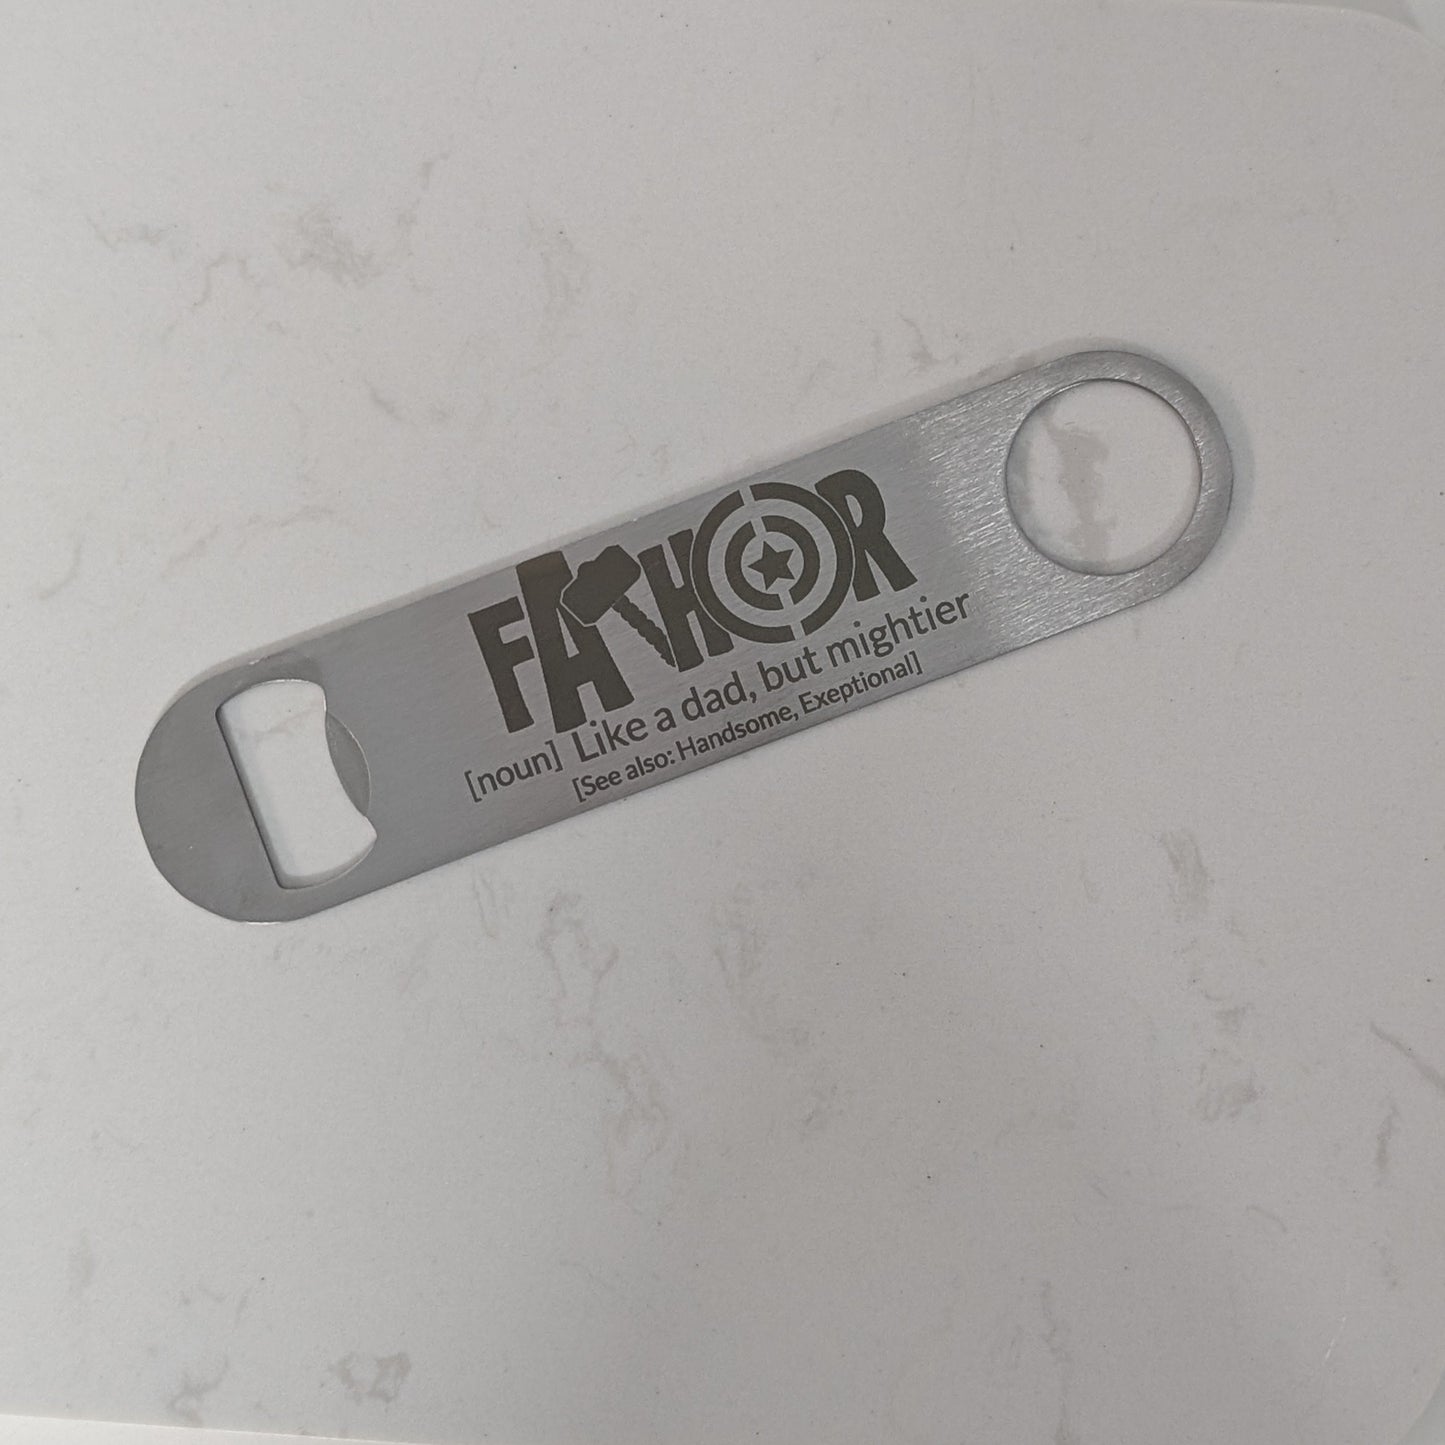 FATHOR
[noun] Like a dad, but mightier
[See also: Handsome, Exeptional]